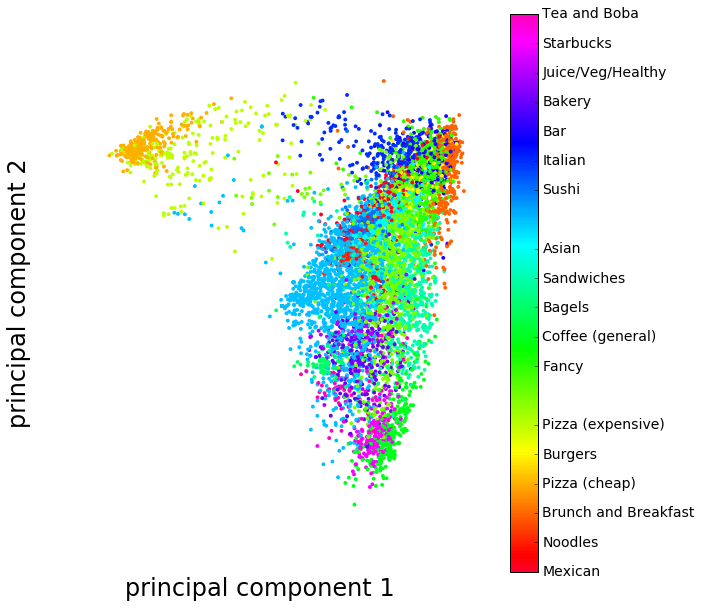 Tea and Boba
Starbucks
Juice/Veg/Healthy
Bakery
Bar
Italian
Sushi
Asian
Sandwiches
Bagels
Coffee (general)
Fancy
Pizza (expensive)
Burgers
Pizza (cheap)
Brunch and Breakfast
Noodles
Mexican
principal component 2
principal component 1